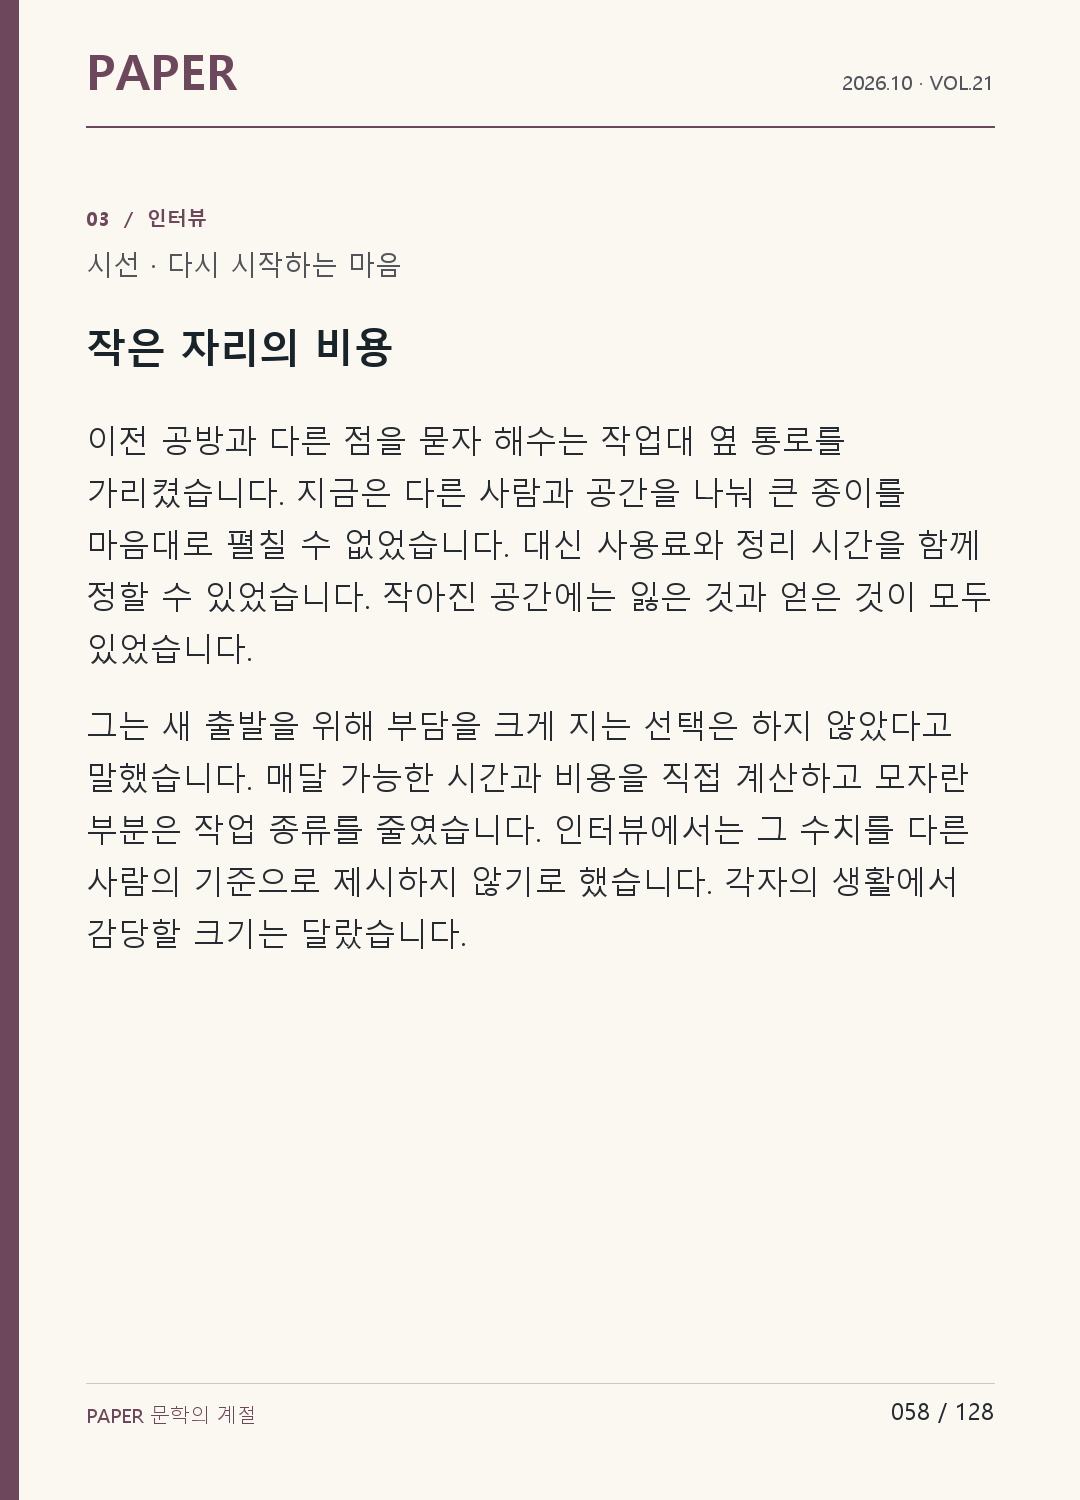 PAPER
2026.10 · VOL.21
03 / 인터뷰
시선 · 다시 시작하는 마음
작은 자리의 비용
이전 공방과 다른 점을 묻자 해수는 작업대 옆 통로를
가리켰습니다. 지금은 다른 사람과 공간을 나눠 큰 종이를
마음대로 펼칠 수 없었습니다. 대신 사용료와 정리 시간을 함께
정할 수 있었습니다. 작아진 공간에는 잃은 것과 얻은 것이 모두
있었습니다.
그는 새 출발을 위해 부담을 크게 지는 선택은 하지 않았다고
말했습니다. 매달 가능한 시간과 비용을 직접 계산하고 모자란
부분은 작업 종류를 줄였습니다. 인터뷰에서는 그 수치를 다른
사람의 기준으로 제시하지 않기로 했습니다. 각자의 생활에서
감당할 크기는 달랐습니다.
PAPER 문학의 계절
058 / 128